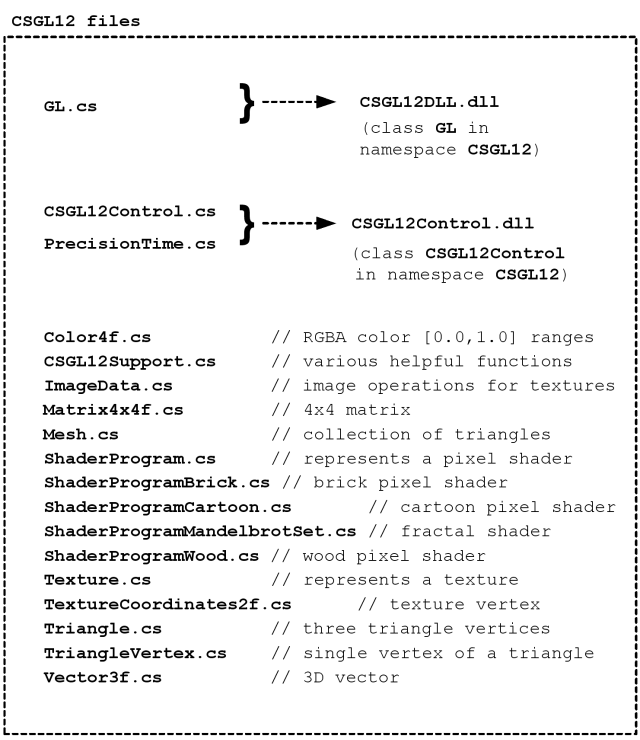 CSGL12 files
GL.cs } CSGL12DLL.dll
(class GL in
namespace CSGL12)
CSGL12Control.cs
PrecisionTime.cs
} CSGL12Control.dll
(class CSGL12Control
in namespace CSGL12)
Color4f.cs // RGBA color [0.0,1.0] ranges
CSGL12Support.cs // various helpful functions
ImageData.cs // image operations for textures
Matrix4x4f.cs // 4x4 matrix
Mesh.cs // collection of triangles
ShaderProgram.cs // represents a pixel shader
ShaderProgramBrick.cs // brick pixel shader
ShaderProgramCartoon.cs // cartoon pixel shader
ShaderProgramMandelbrotSet.cs // fractal shader
ShaderProgramWood.cs // wood pixel shader
Texture.cs // represents a texture
TextureCoordinates2f.cs // texture vertex
Triangle.cs // three triangle vertices
TriangleVertex.cs // single vertex of a triangle
Vector3f.cs // 3D vector